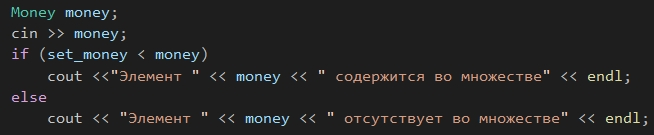 Money money;
cin >> money;
if (set_money < money)
    cout <<"Элемент " << money << " содержится во множестве" << endl;
else
    cout << "Элемент " << money << " отсутствует во множестве" << endl;